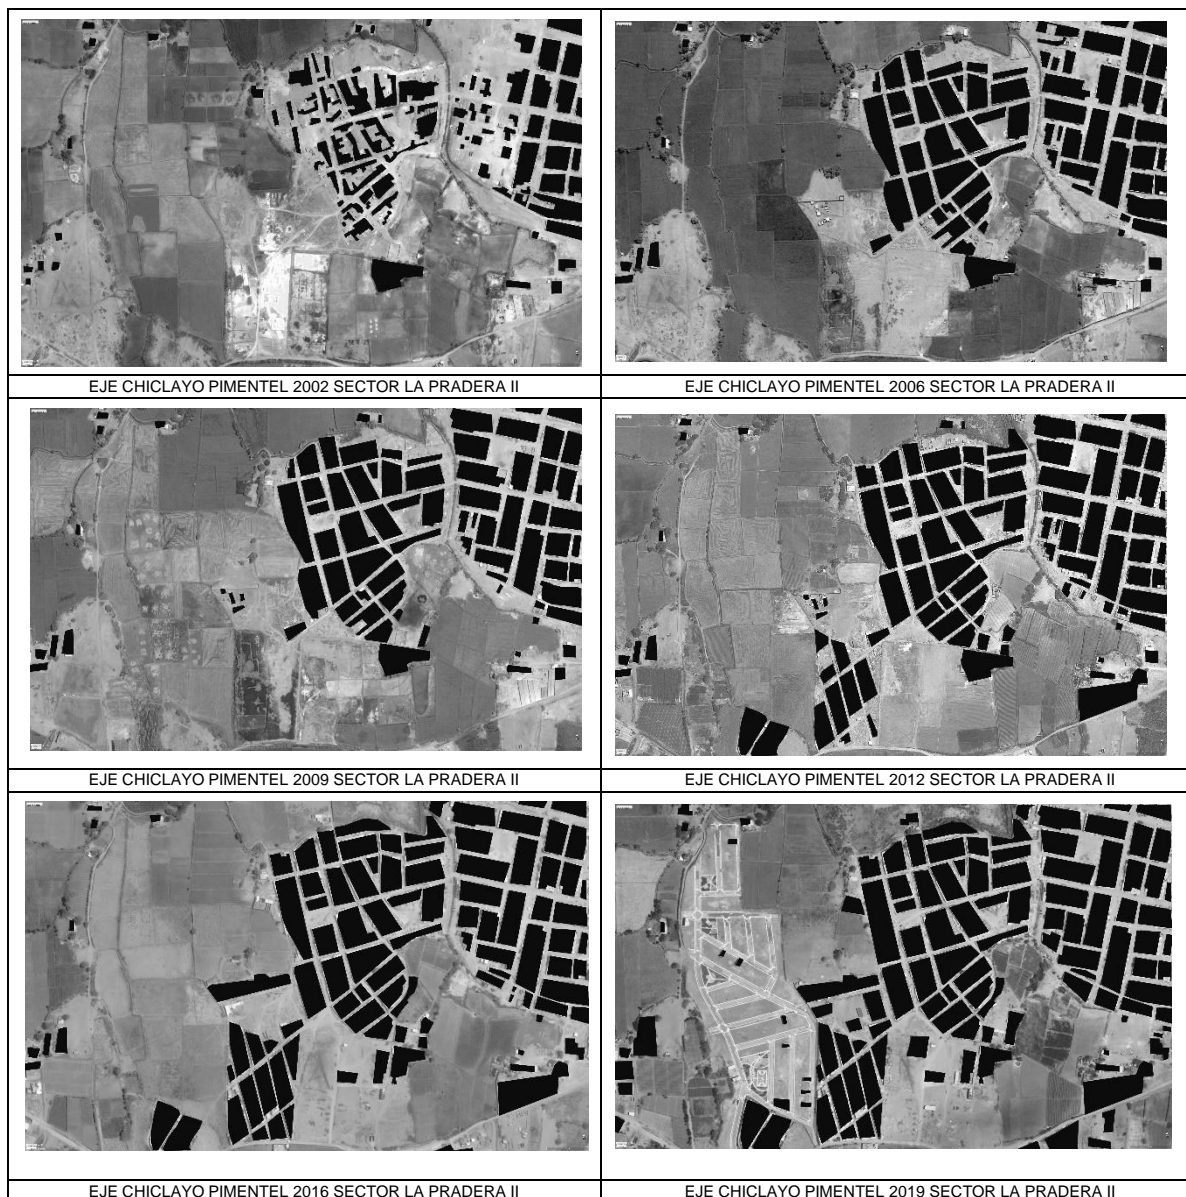 EJE CHICLAYO PIMENTEL 2002 SECTOR LA PRADERA II
EJE CHICLAYO PIMENTEL 2006 SECTOR LA PRADERA II
EJE CHICLAYO PIMENTEL 2009 SECTOR LA PRADERA II
EJE CHICLAYO PIMENTEL 2012 SECTOR LA PRADERA II
EJE CHICLAYO PIMENTEL 2016 SECTOR LA PRADERA II
EJE CHICLAYO PIMENTEL 2019 SECTOR LA PRADERA II